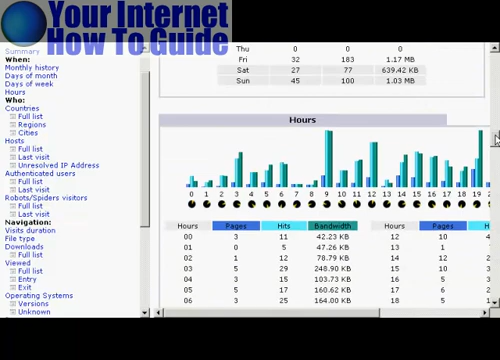 Your Internet
How To Guide
Summary
When:
Monthly history
Days of month
Days of week
Hours
Who:
Countries
Full list
Regions
Cities
Hosts
Full list
Last visit
Unresolved IP Address
Authenticated users
Full list
Last visit
Robots/Spiders visitors
Full list
Last visit
Navigation:
Visits duration
File type
Downloads
Full list
Viewed
Full list
Entry
Exit
Operating Systems
Versions
Unknown
Thu 0 0 0
Fri 32 183 1.17 MB
Sat 27 77 639.42 KB
Sun 45 100 1.03 MB
Hours
0 1 2 3 4 5 6 7 8 9 10 11 12 13 14 15 16 17 18 19
Hours Pages Hits Bandwidth Hours Pages
00 3 11 42.23 KB 12 10
01 0 5 47.26 KB 13 2
02 1 12 78.79 KB 14 12
03 5 29 248.90 KB 15 10
04 3 15 103.73 KB 16 5
05 5 17 160.62 KB 17 6
06 3 25 164.00 KB 18 5